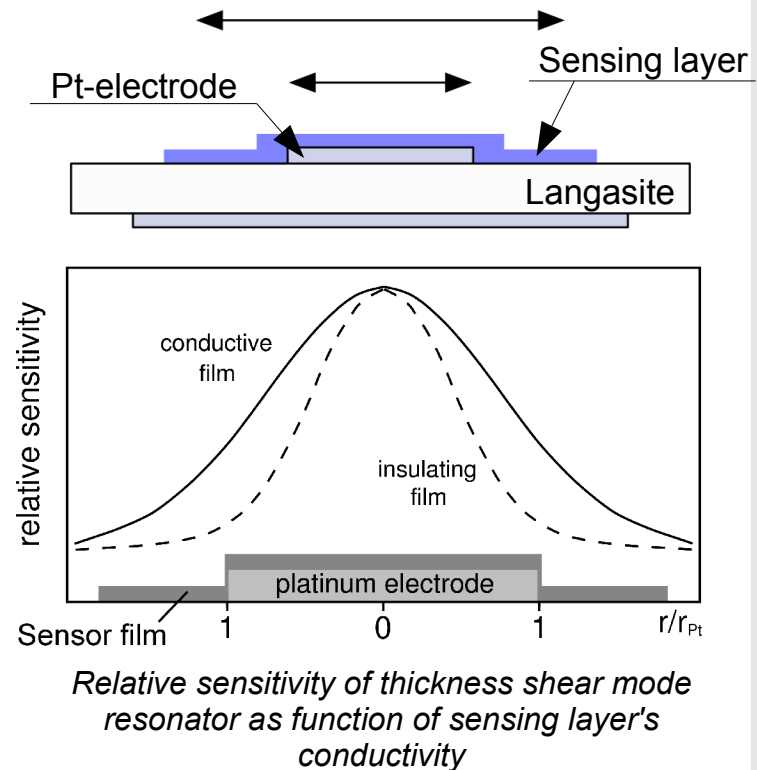 Pt-electrode
Sensing layer
Langasite
relative sensitivity
conductive
film
insulating
film
platinum electrode
Sensor film
1
0
1
r/rPt
Relative sensitivity of thickness shear mode
resonator as function of sensing layer's
conductivity